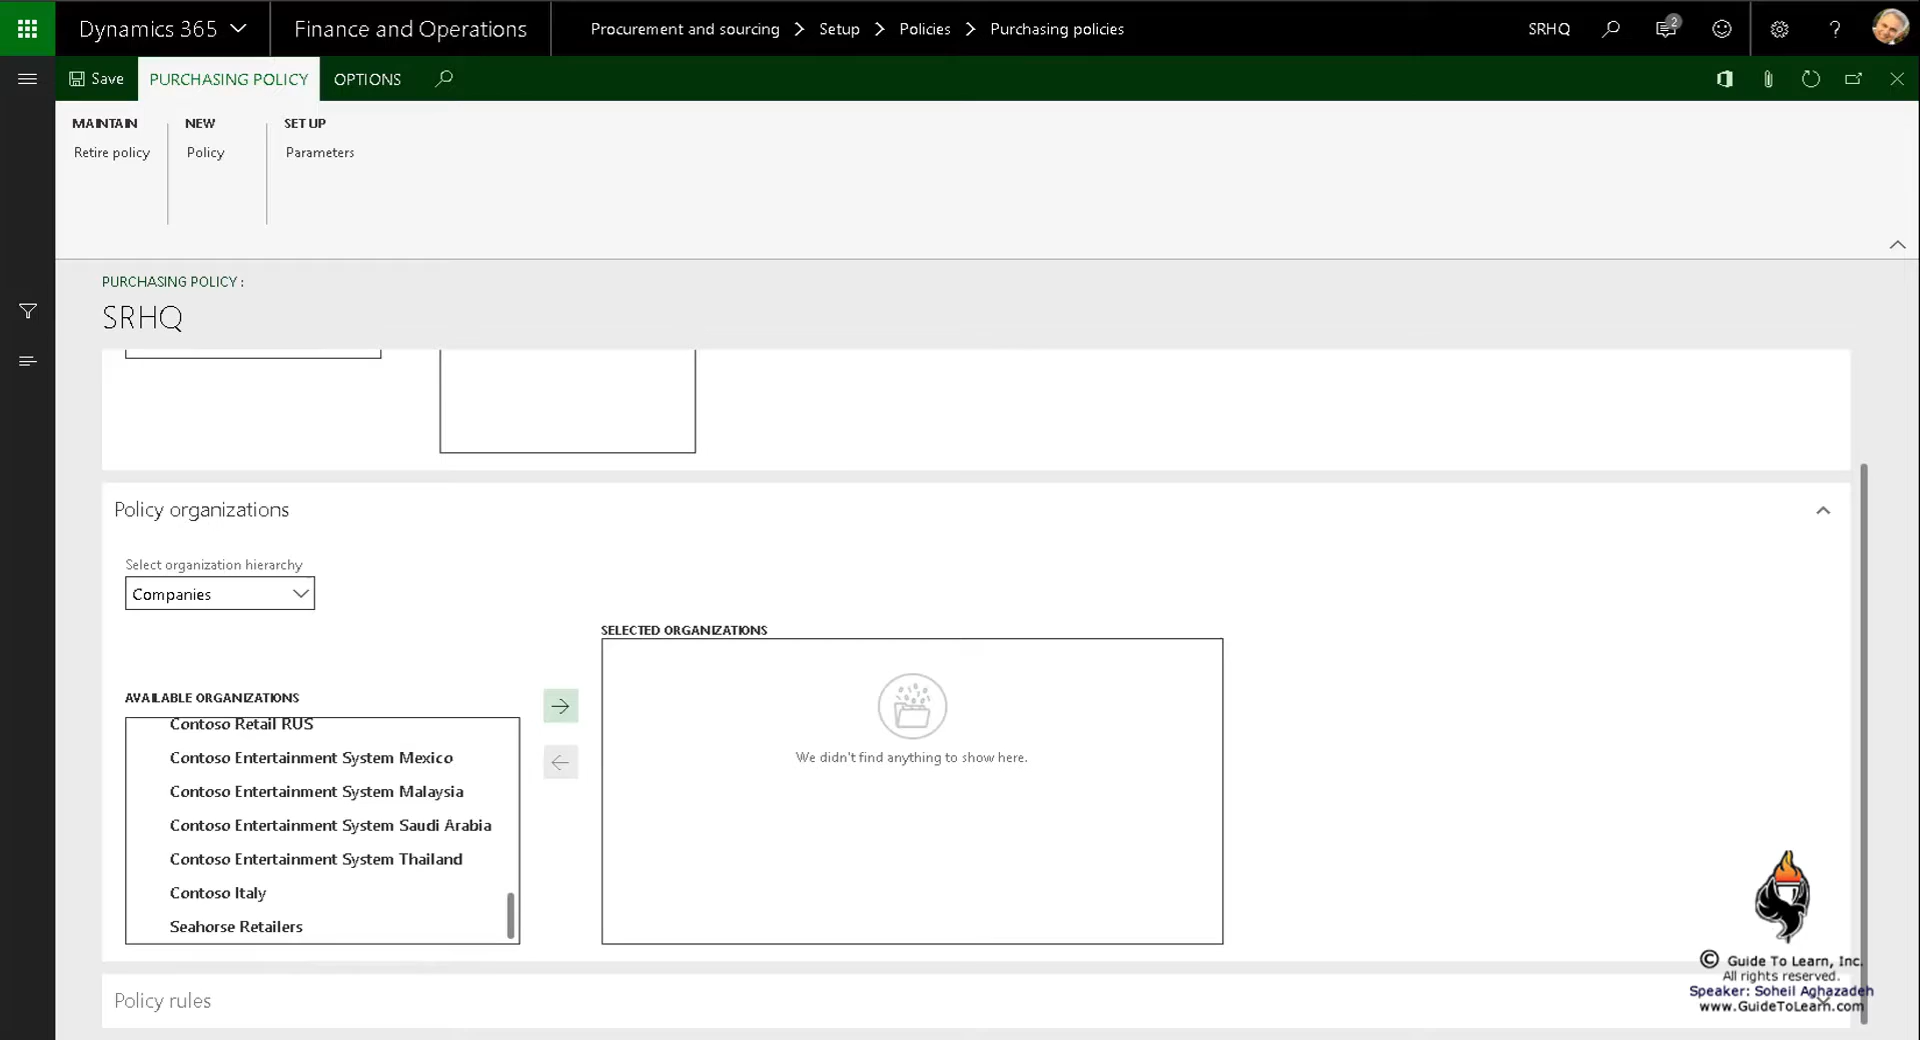 Dynamics 365
Finance and Operations
Procurement and sourcing
Setup
Policies
Purchasing policies
SRHQ
2
Save
PURCHASING POLICY
OPTIONS
MAINTAIN
NEW
SET UP
Retire policy
Policy
Parameters
PURCHASING POLICY :
SRHQ
Policy organizations
Select organization hierarchy
Companies
SELECTED ORGANIZATIONS
We didn't find anything to show here.
AVAILABLE ORGANIZATIONS
Contoso Retail RUS
Contoso Entertainment System Mexico
Contoso Entertainment System Malaysia
Contoso Entertainment System Saudi Arabia
Contoso Entertainment System Thailand
Contoso Italy
Seahorse Retailers
Policy rules
© Guide To Learn, Inc.
All rights reserved.
Speaker: Soheil Aghazadeh
www.GuideToLearn.com